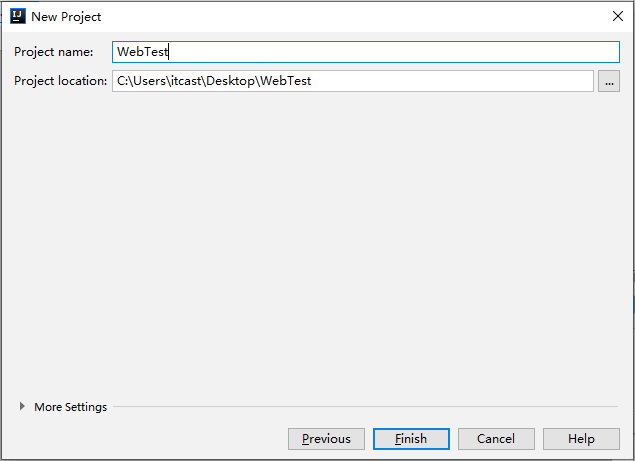 New Project
Project name: WebTest
Project location: C:\Users\itcast\Desktop\WebTest ...
More Settings
Previous Finish Cancel Help